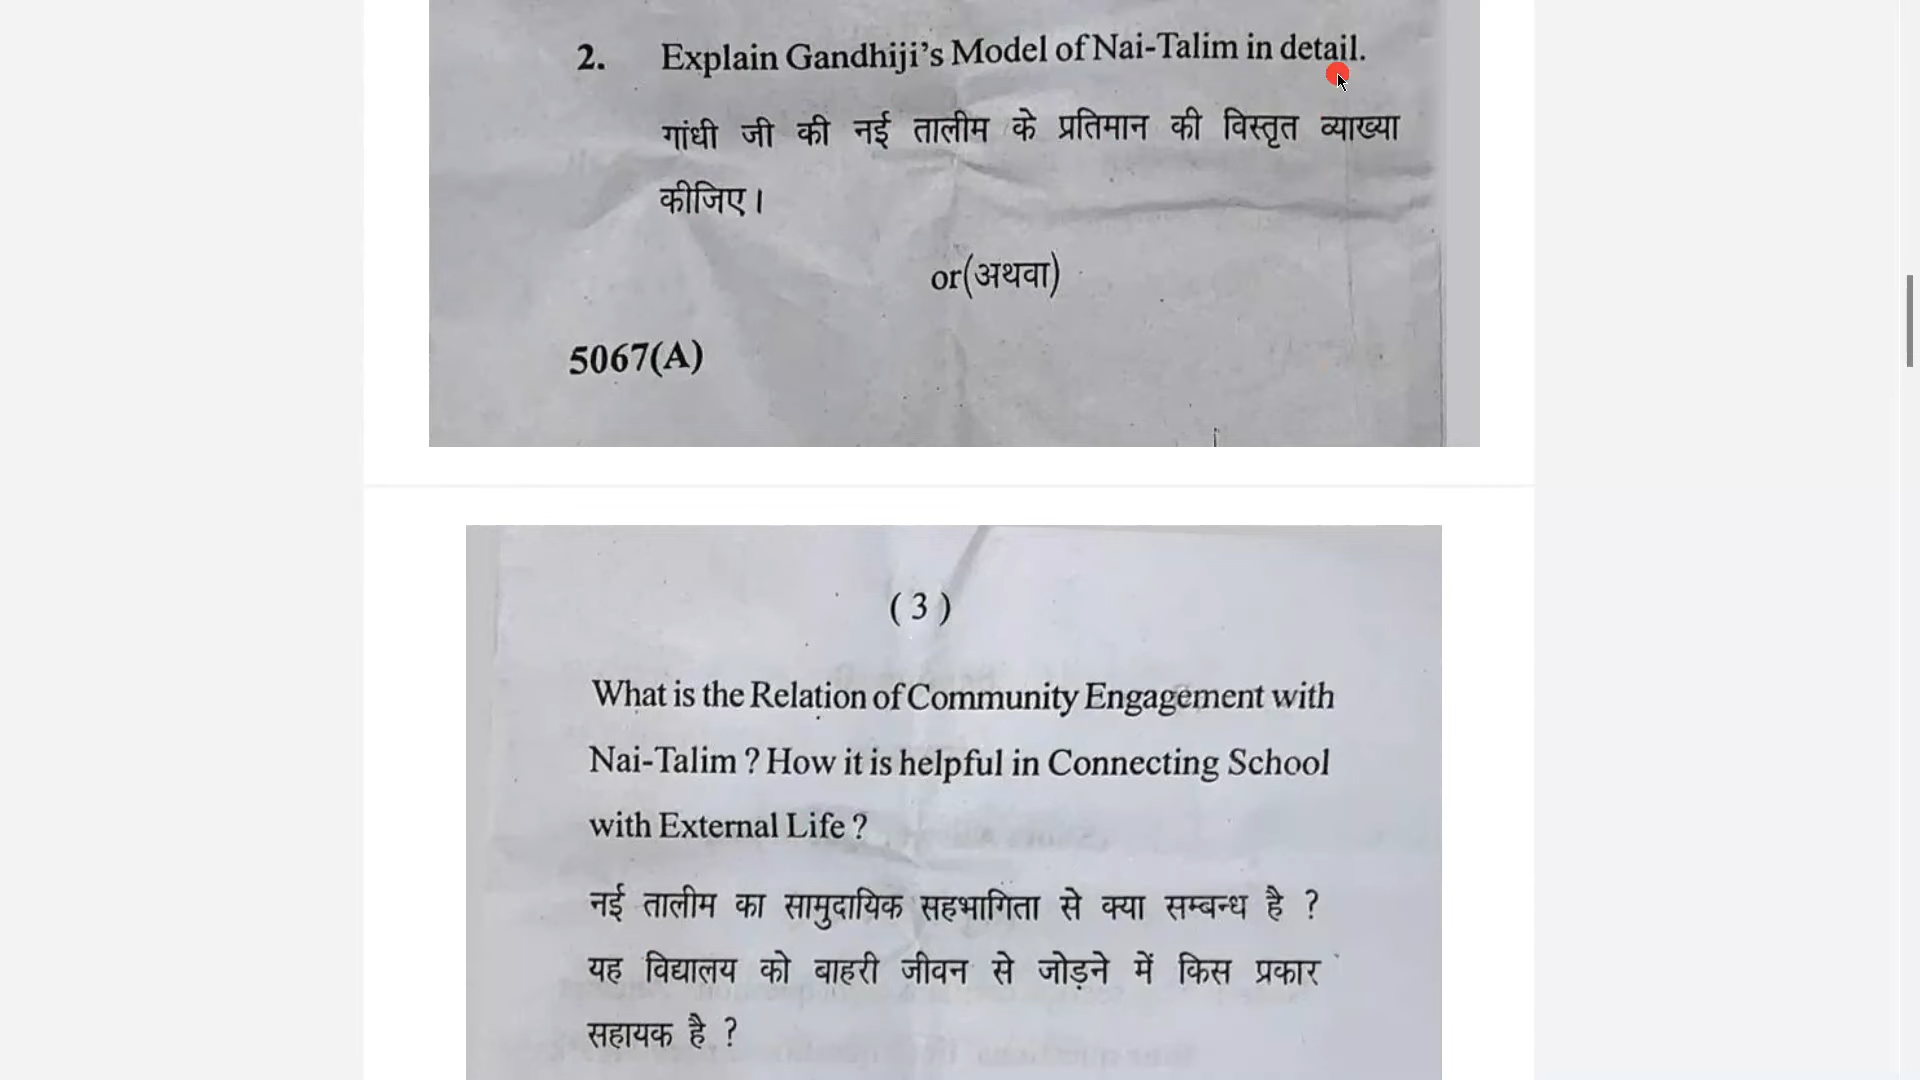 2. Explain Gandhiji's Model of Nai-Talim in detail.
गांधी जी की नई तालीम के प्रतिमान की विस्तृत व्याख्या
कीजिए।
or(अथवा)
5067(A)
( 3 )
What is the Relation of Community Engagement with
Nai-Talim ? How it is helpful in Connecting School
with External Life ?
नई तालीम का सामुदायिक सहभागिता से क्या सम्बन्ध है ?
यह विद्यालय को बाहरी जीवन से जोड़ने में किस प्रकार
सहायक है ?